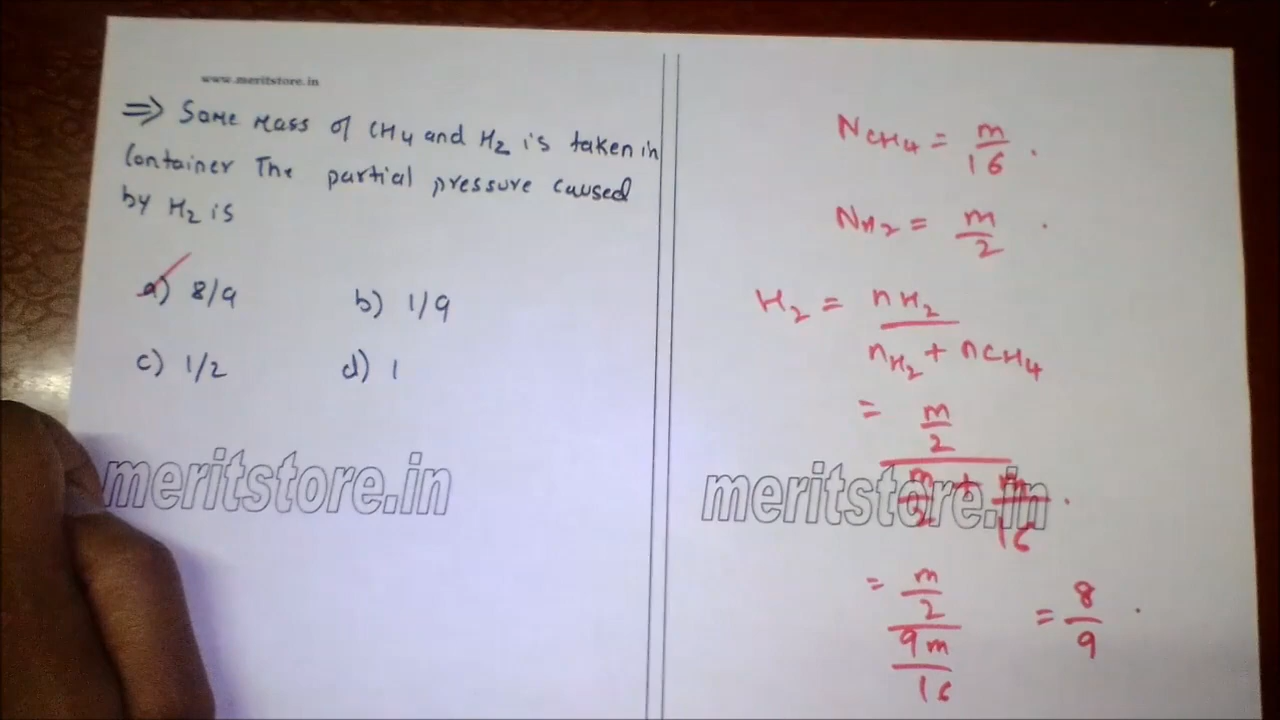 www.meritstore.in
⇒ Same mass of CH4 and H2 is taken in
Container The partial pressure caused
by H2 is
a) 8/9 b) 1/9
c) 1/2 d) 1
meritstore.in
NCH4 = m/16 .
NH2 = m/2 .
H2 = nH2 / nH2 + nCH4
= m/2 / m/2 + m/16 .
meritstore.in
= m/2 / 9m/16 = 8/9 .